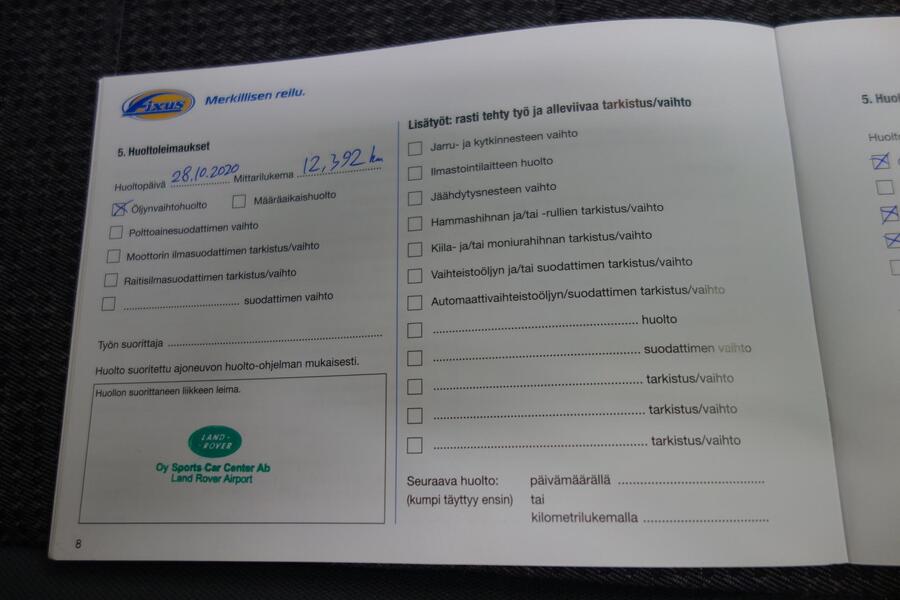 Fixus Merkillisen reilu.
5. Huoltoleimaukset
Huoltopäivä 28.10.2020 Mittarilukema 12,392 km
Öljynvaihtohuolto Määräaikaishuolto
Polttoainesuodattimen vaihto
Moottorin ilmasuodattimen tarkistus/vaihto
Raitisilmasuodattimen tarkistus/vaihto
suodattimen vaihto
Työn suorittaja
Huolto suoritettu ajoneuvon huolto-ohjelman mukaisesti.
Huollon suorittaneen liikkeen leima.
LAND-
ROVER
Oy Sports Car Center Ab
Land Rover Airport
8
Lisätyöt: rasti tehty työ ja alleviivaa tarkistus/vaihto
Jarru- ja kytkinnesteen vaihto
Ilmastointilaitteen huolto
Jäähdytysnesteen vaihto
Hammashihnan ja/tai -rullien tarkistus/vaihto
Kiila- ja/tai moniurahihnan tarkistus/vaihto
Vaihteistoöljyn ja/tai suodattimen tarkistus/vaihto
Automaattivaihteistoöljyn/suodattimen tarkistus/vaihto
huolto
suodattimen vaihto
tarkistus/vaihto
tarkistus/vaihto
tarkistus/vaihto
Seuraava huolto: päivämäärällä
(kumpi täyttyy ensin) tai
kilometrilukemalla